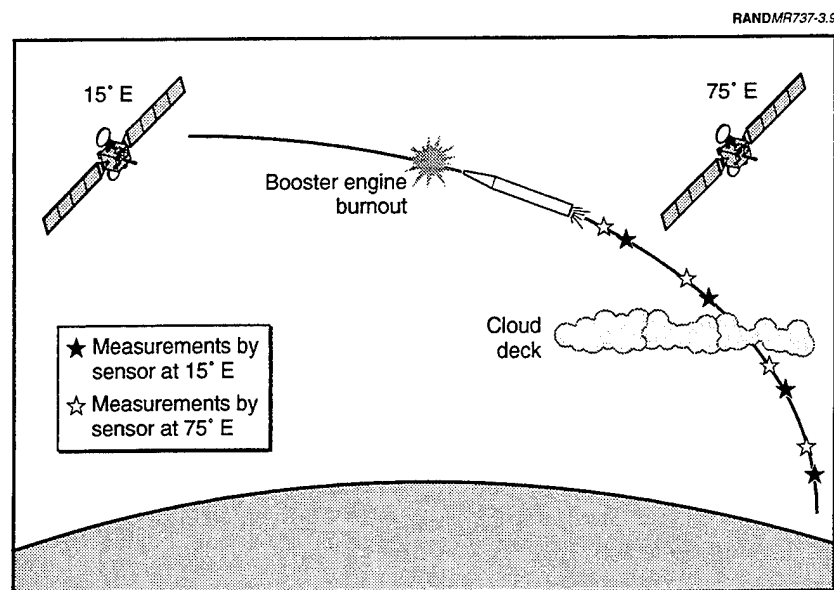 RANDMR737-3.9
15° E
75° E
Booster engine
burnout
Cloud
deck
★ Measurements by
sensor at 15° E
☆ Measurements by
sensor at 75° E